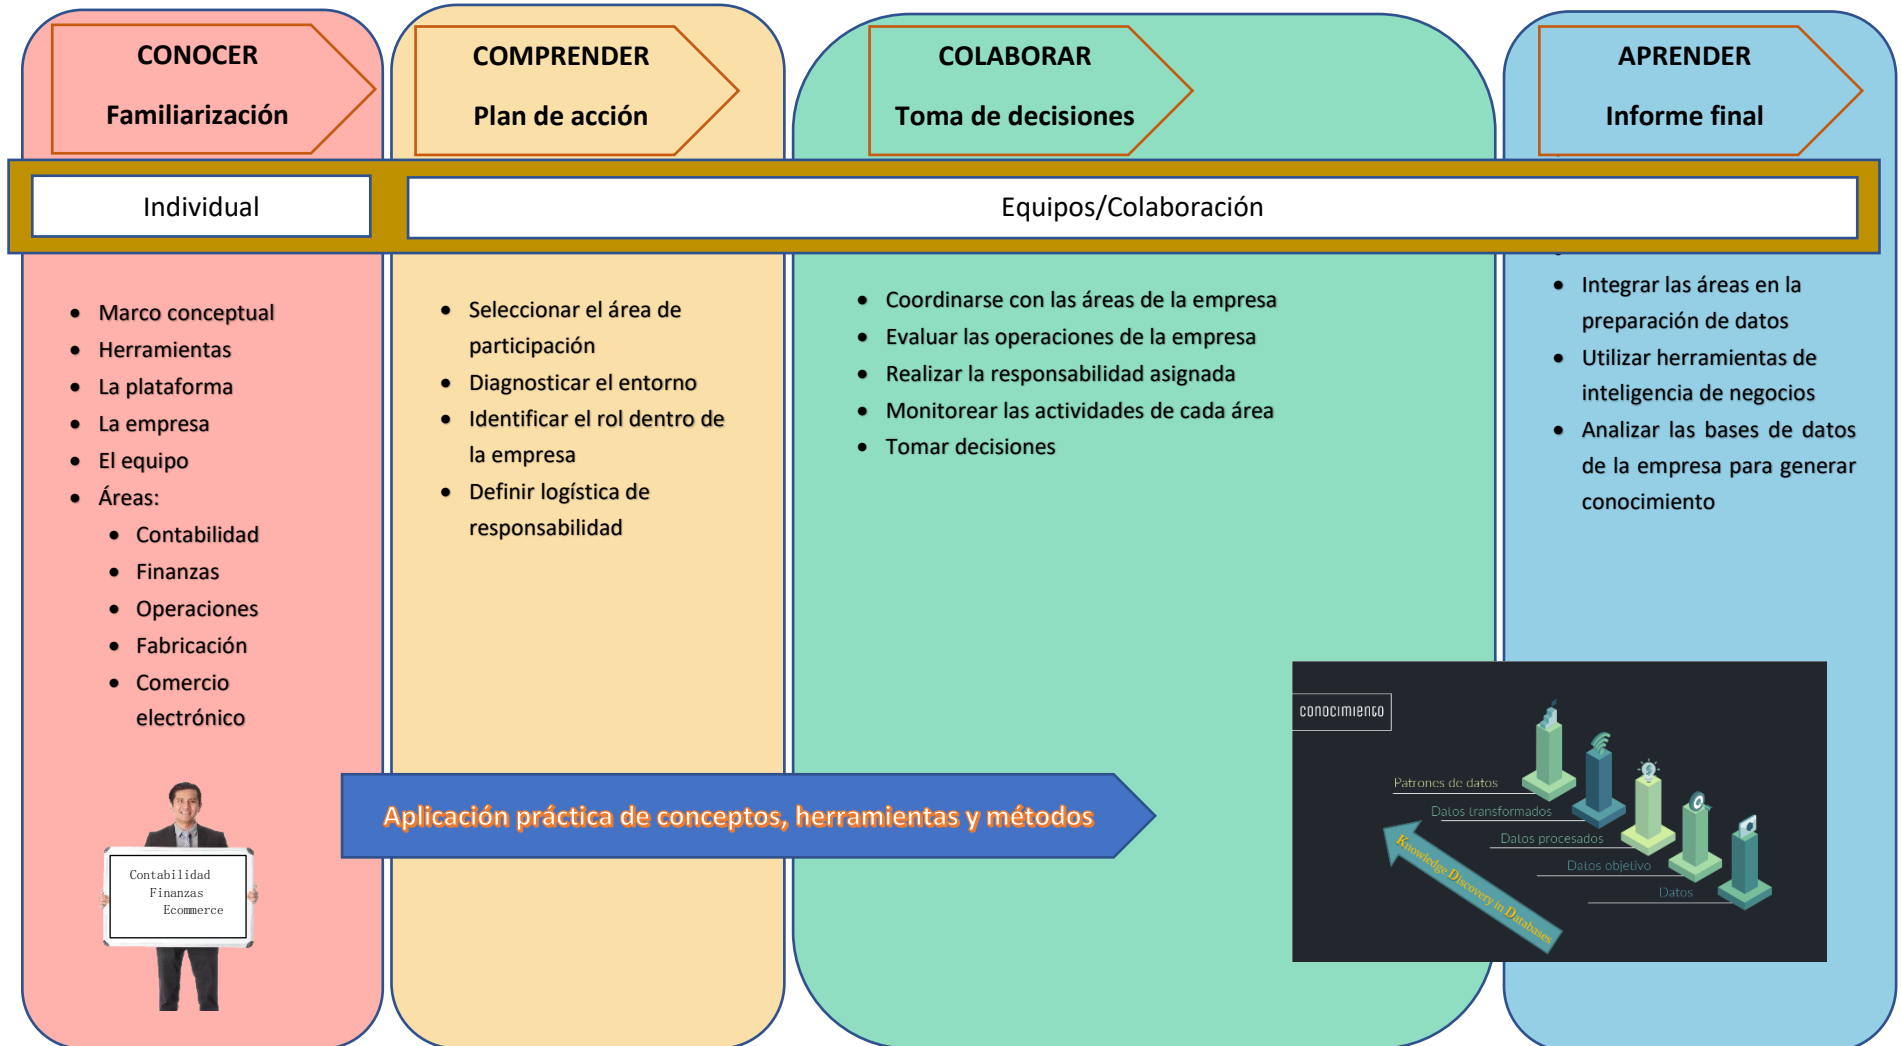 CONOCER
Familiarización
COMPRENDER
Plan de acción
COLABORAR
Toma de decisiones
APRENDER
Informe final
Individual
Equipos/Colaboración
• Marco conceptual
• Herramientas
• La plataforma
• La empresa
• El equipo
• Áreas:
• Contabilidad
• Finanzas
• Operaciones
• Fabricación
• Comercio
electrónico
• Seleccionar el área de
participación
• Diagnosticar el entorno
• Identificar el rol dentro de
la empresa
• Definir logística de
responsabilidad
• Coordinarse con las áreas de la empresa
• Evaluar las operaciones de la empresa
• Realizar la responsabilidad asignada
• Monitorear las actividades de cada área
• Tomar decisiones
• Integrar las áreas en la
preparación de datos
• Utilizar herramientas de
inteligencia de negocios
• Analizar las bases de datos
de la empresa para generar
conocimiento
Aplicación práctica de conceptos, herramientas y métodos
Contabilidad
Finanzas
Ecommerce
conocimiento
Patrones de datos
Datos transformados
Datos procesados
Datos objetivo
Datos
Knowledge Discovery in Databases